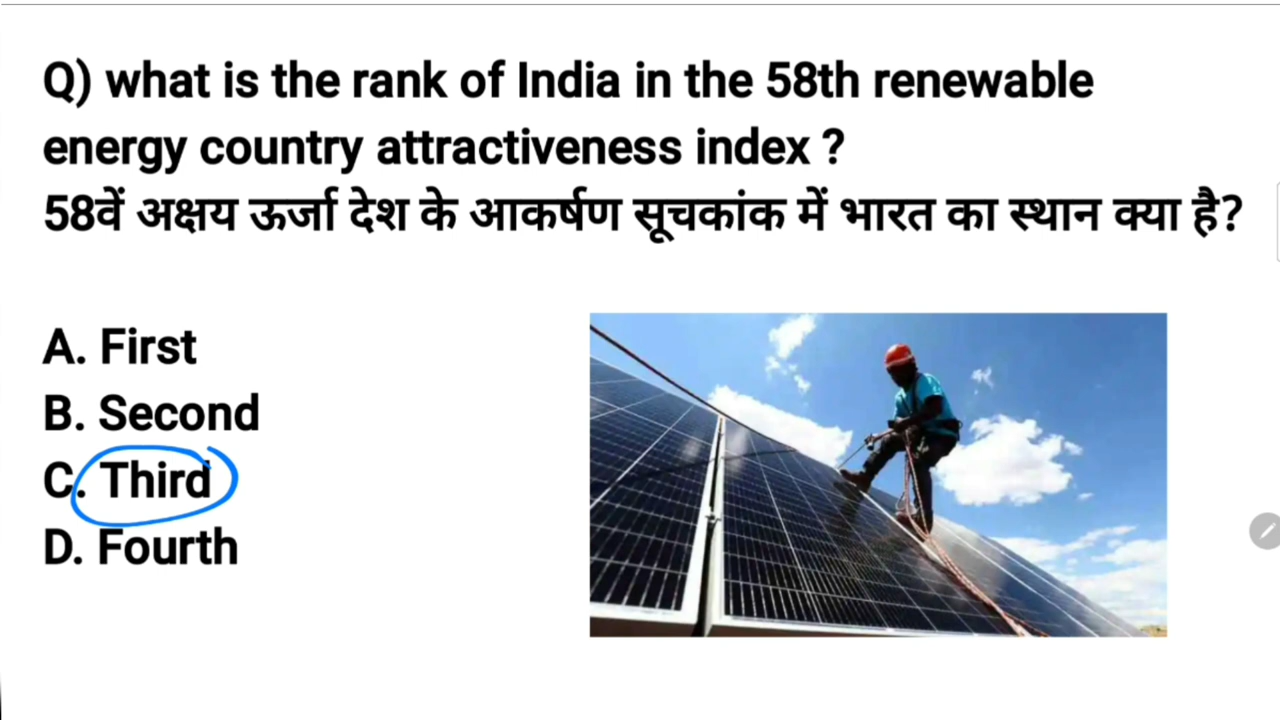 Q) what is the rank of India in the 58th renewable
energy country attractiveness index ?
58वें अक्षय ऊर्जा देश के आकर्षण सूचकांक में भारत का स्थान क्या है?
A. First
B. Second
C. Third
D. Fourth